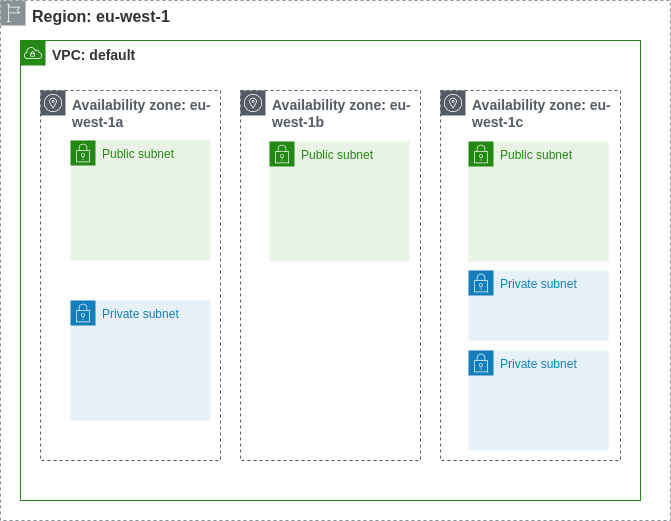 Region: eu-west-1
VPC: default
Availability zone: eu-
west-1a
Public subnet
Private subnet
Availability zone: eu-
west-1b
Public subnet
Availability zone: eu-
west-1c
Public subnet
Private subnet
Private subnet